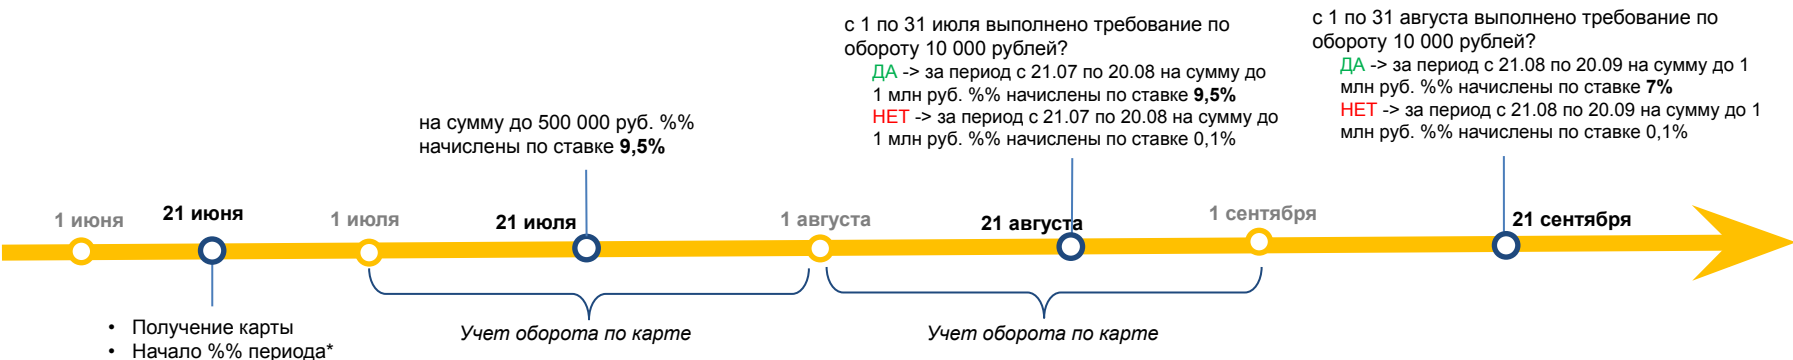 с 1 по 31 июля выполнено требование по
обороту 10 000 рублей?
ДА -> за период с 21.07 по 20.08 на сумму до
1 млн руб. %% начислены по ставке 9,5%
НЕТ -> за период с 21.07 по 20.08 на сумму до
1 млн руб. %% начислены по ставке 0,1%
с 1 по 31 августа выполнено требование по
обороту 10 000 рублей?
ДА -> за период с 21.08 по 20.09 на сумму до 1
млн руб. %% начислены по ставке 7%
НЕТ -> за период с 21.08 по 20.09 на сумму до 1
млн руб. %% начислены по ставке 0,1%
на сумму до 500 000 руб. %%
начислены по ставке 9,5%
1 июня
21 июня
1 июля
21 июля
1 августа
21 августа
1 сентября
21 сентября
• Получение карты
• Начало %% периода*
Учет оборота по карте
Учет оборота по карте